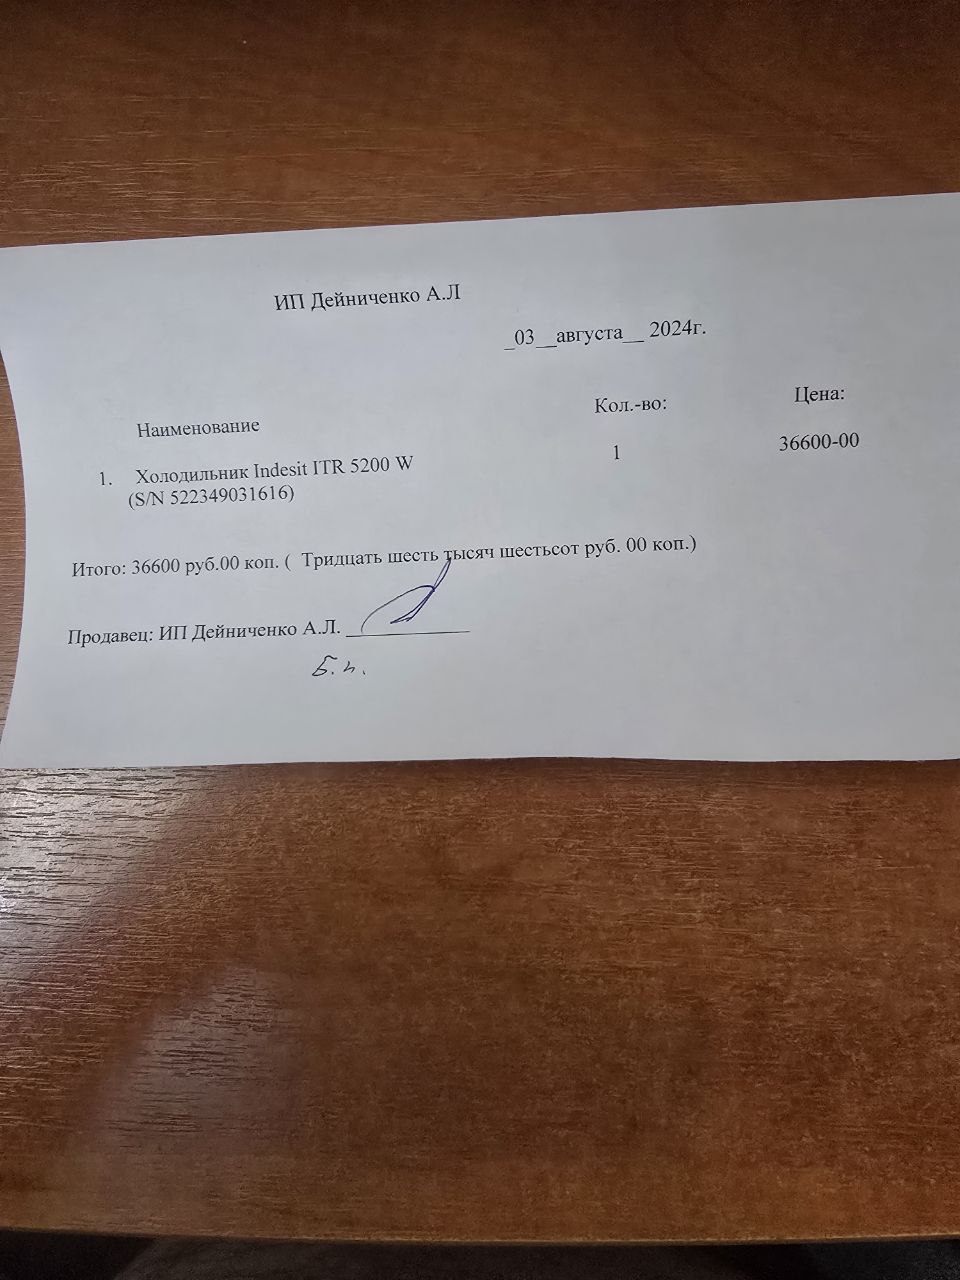 ИП Дейниченко А.Л
_03__августа__ 2024г.
Наименование Кол.-во: Цена:
1. Холодильник Indesit ITR 5200 W 1 36600-00
(S/N 522349031616)
Итого: 36600 руб.00 коп. ( Тридцать шесть тысяч шестьсот руб. 00 коп.)
Продавец: ИП Дейниченко А.Л. ____________
Б.п.